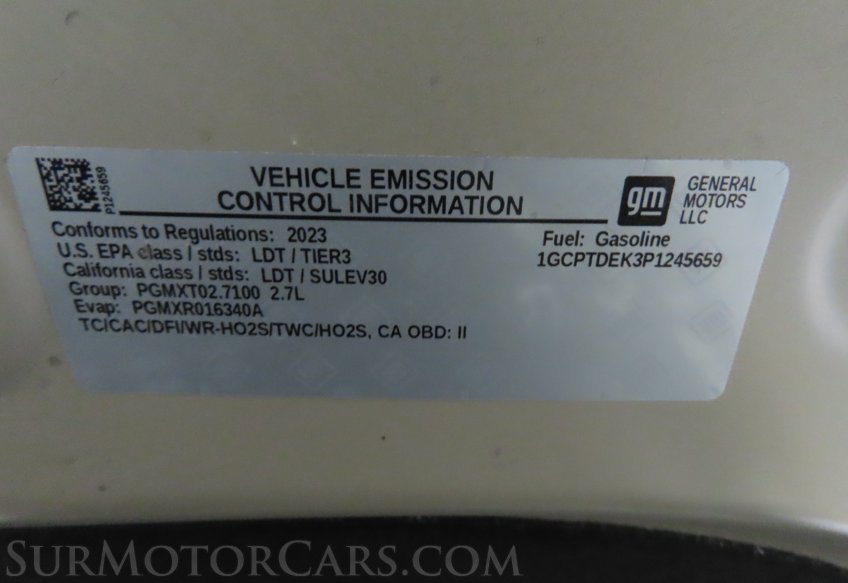 P1245659
VEHICLE EMISSION
CONTROL INFORMATION
gm
GENERAL
MOTORS
LLC
Conforms to Regulations: 2023
U.S. EPA class / stds: LDT / TIER3
California class / stds: LDT / SULEV30
Group: PGMXT02.7100 2.7L
Evap: PGMXR016340A
TC/CAC/DFI/WR-HO2S/TWC/HO2S, CA OBD: II
Fuel: Gasoline
1GCPTDEK3P1245659
SURMOTORCARS.COM